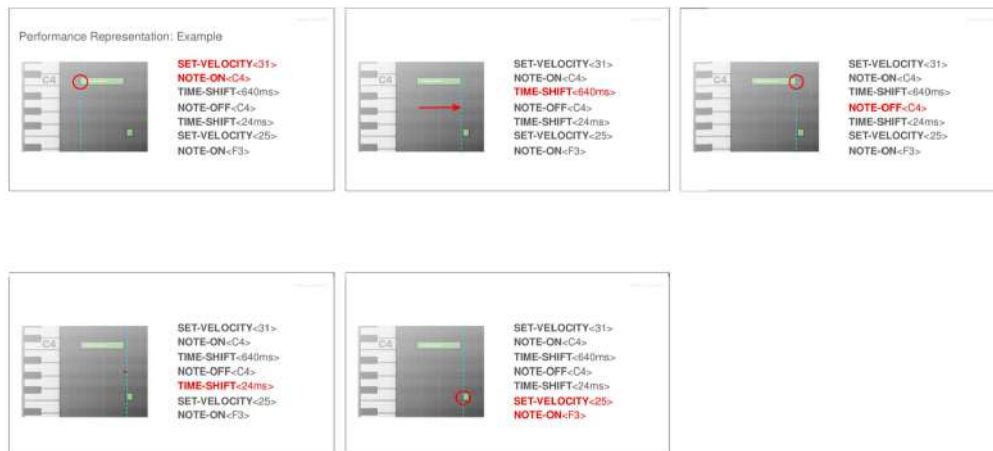 Performance Representation: Example
C4
SET-VELOCITY<31>
NOTE-ON<C4>
TIME-SHIFT<640ms>
NOTE-OFF<C4>
TIME-SHIFT<24ms>
SET-VELOCITY<25>
NOTE-ON<F3>
C4
SET-VELOCITY<31>
NOTE-ON<C4>
TIME-SHIFT<640ms>
NOTE-OFF<C4>
TIME-SHIFT<24ms>
SET-VELOCITY<25>
NOTE-ON<F3>
C4
SET-VELOCITY<31>
NOTE-ON<C4>
TIME-SHIFT<640ms>
NOTE-OFF<C4>
TIME-SHIFT<24ms>
SET-VELOCITY<25>
NOTE-ON<F3>
C4
SET-VELOCITY<31>
NOTE-ON<C4>
TIME-SHIFT<640ms>
NOTE-OFF<C4>
TIME-SHIFT<24ms>
SET-VELOCITY<25>
NOTE-ON<F3>
C4
SET-VELOCITY<31>
NOTE-ON<C4>
TIME-SHIFT<640ms>
NOTE-OFF<C4>
TIME-SHIFT<24ms>
SET-VELOCITY<25>
NOTE-ON<F3>